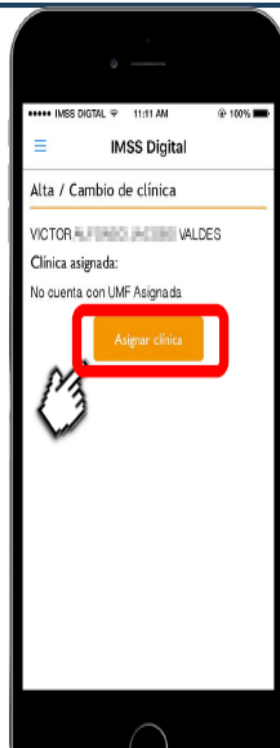 IMSS DIGITAL 11:11 AM 100%
IMSS Digital
Alta / Cambio de clínica
VICTOR VALDES
Clínica asignada:
No cuenta con UMF Asignada
Asignar clínica